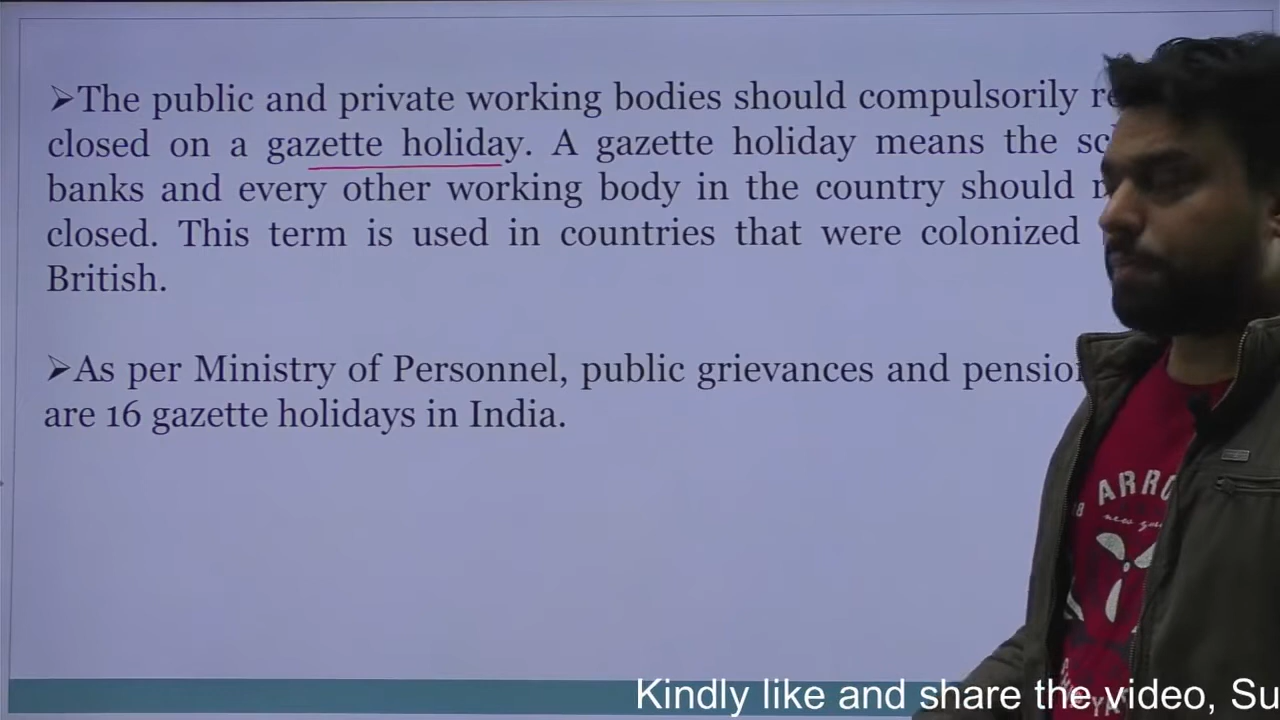 ➢The public and private working bodies should compulsorily
closed on a gazette holiday. A gazette holiday means the
banks and every other working body in the country should
closed. This term is used in countries that were colonized
British.
➢As per Ministry of Personnel, public grievances and
are 16 gazette holidays in India.
ARRO
Kindly like and share the video, Su